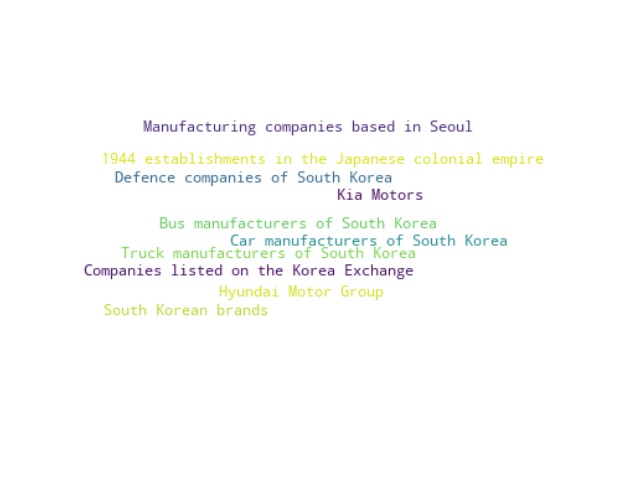 Manufacturing companies based in Seoul
1944 establishments in the Japanese colonial empire
Defence companies of South Korea
Kia Motors
Bus manufacturers of South Korea
Car manufacturers of South Korea
Truck manufacturers of South Korea
Companies listed on the Korea Exchange
Hyundai Motor Group
South Korean brands